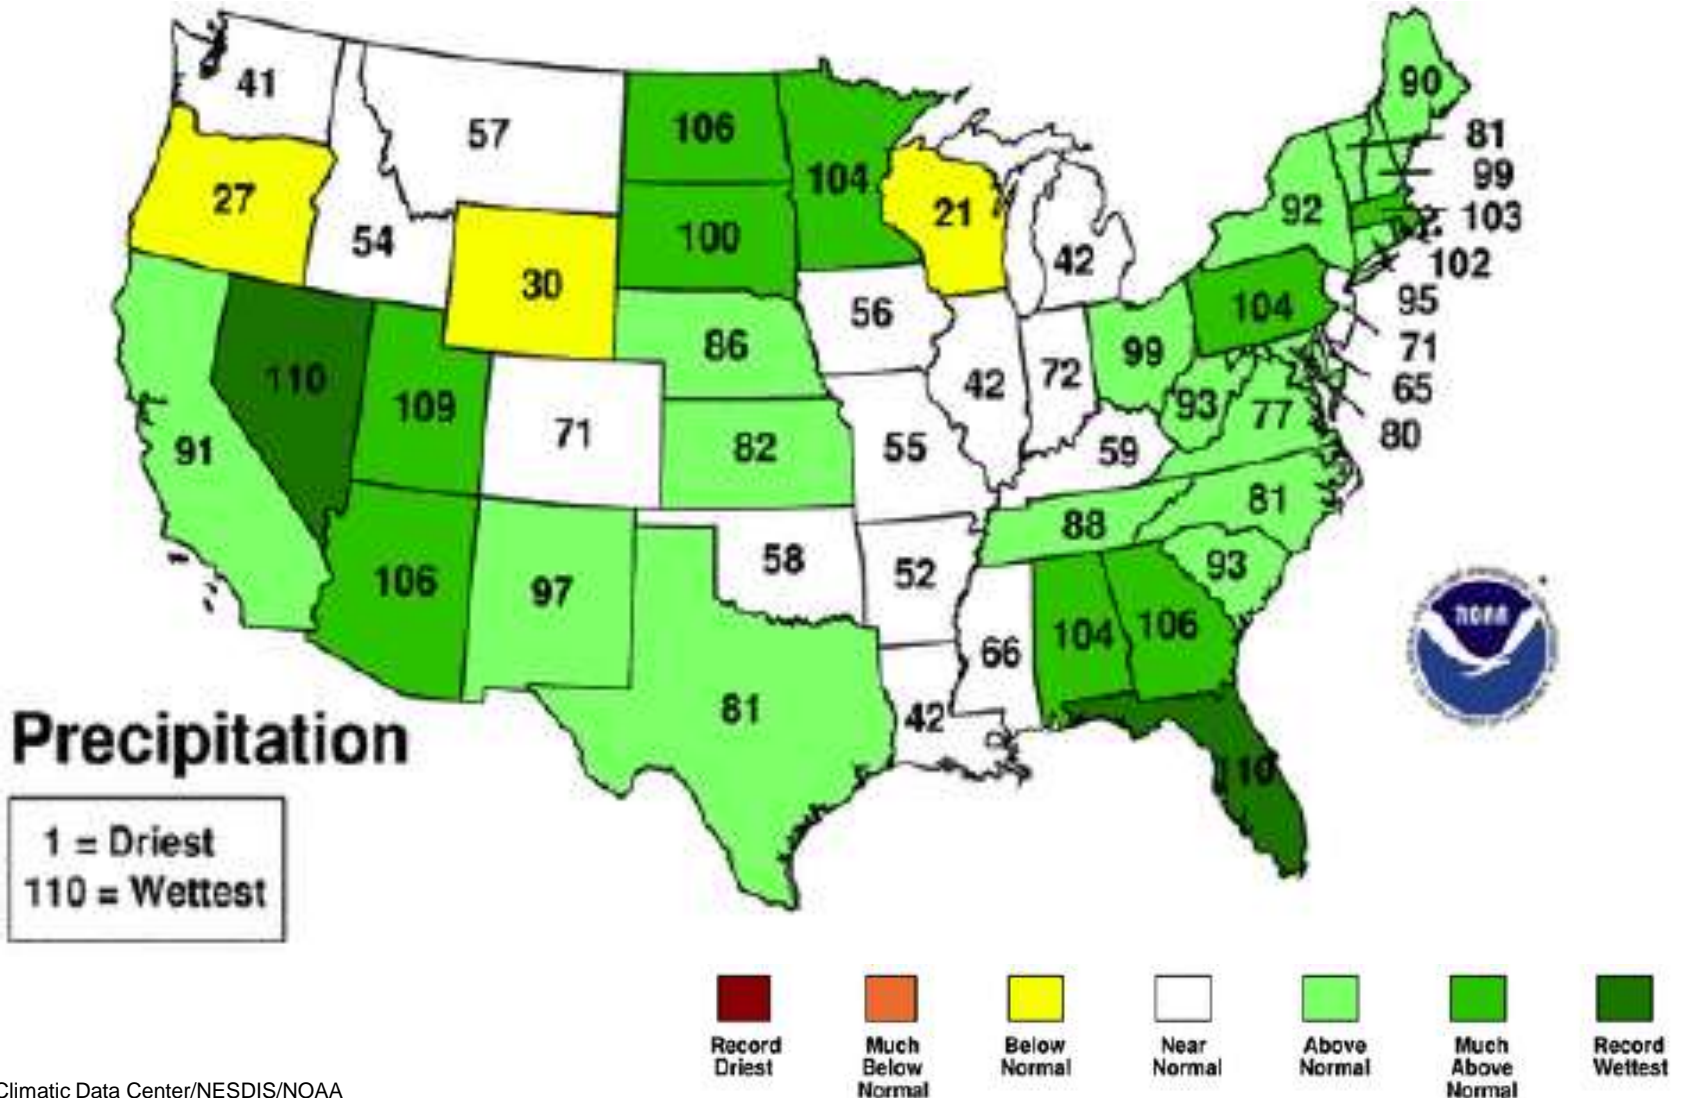 41
57
106
104
90
81
99
103
102
95
71
65
80
27
54
30
100
21
42
92
104
56
86
42
72
99
93
77
110
109
71
82
55
59
91
88
81
106
97
58
52
93
66
104
106
81
42
110
noaa
Precipitation
1 = Driest
110 = Wettest
Record
Driest
Much
Below
Normal
Below
Normal
Near
Normal
Above
Normal
Much
Above
Normal
Record
Wettest
Climatic Data Center/NESDIS/NOAA